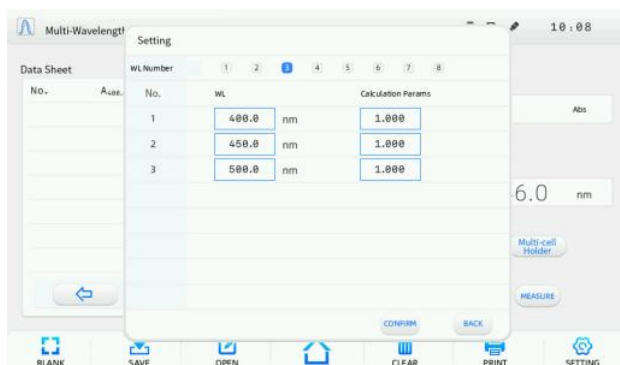 Multi-Wavelengt
10:08
Setting
Data Sheet
WL Number 1 2 3 4 5 6 7 8
No.
No. WL Calculation Params
Abs
1 400.0 nm 1.000
2 450.0 nm 1.000
3 500.0 nm 1.000
6.0 nm
Multi-cell
Holder
MEASURE
CONFIRM BACK
BLANK SAVE OPEN CLEAR PRINT SETTING